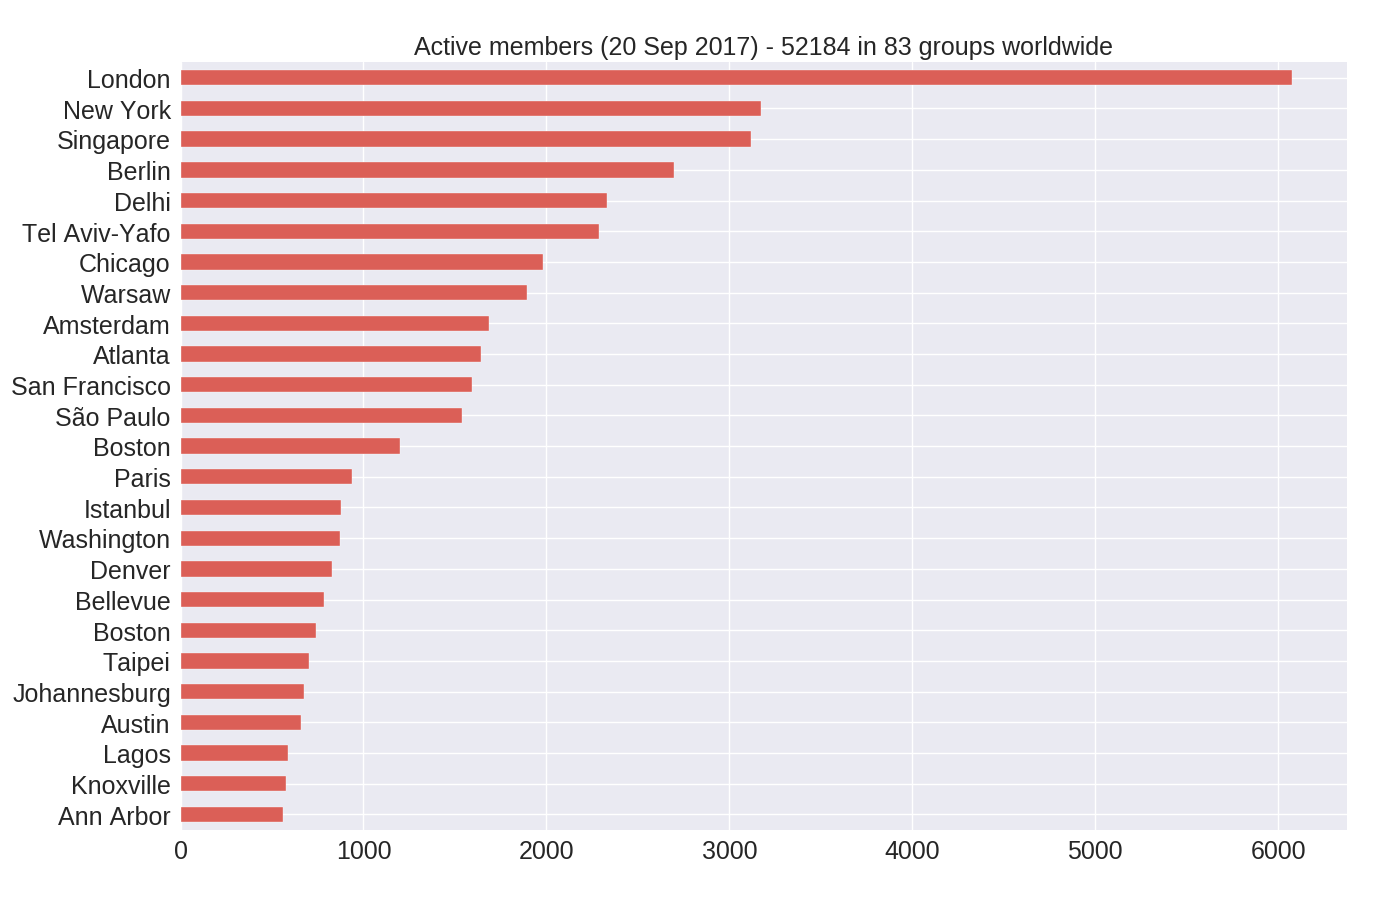 Active members (20 Sep 2017) - 52184 in 83 groups worldwide
London
New York
Singapore
Berlin
Delhi
Tel Aviv-Yafo
Chicago
Warsaw
Amsterdam
Atlanta
San Francisco
São Paulo
Boston
Paris
Istanbul
Washington
Denver
Bellevue
Boston
Taipei
Johannesburg
Austin
Lagos
Knoxville
Ann Arbor
0 1000 2000 3000 4000 5000 6000